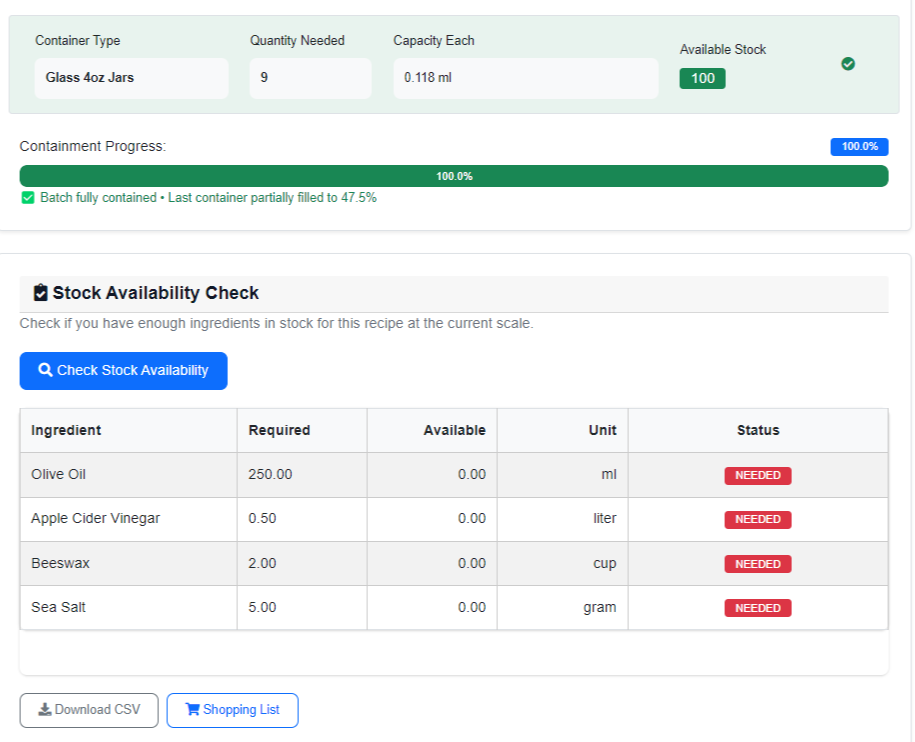 Container Type Quantity Needed Capacity Each Available Stock
Glass 4oz Jars 9 0.118 ml 100
Containment Progress: 100.0%
100.0%
Batch fully contained • Last container partially filled to 47.5%
Stock Availability Check
Check if you have enough ingredients in stock for this recipe at the current scale.
Check Stock Availability
Ingredient Required Available Unit Status
Olive Oil 250.00 0.00 ml NEEDED
Apple Cider Vinegar 0.50 0.00 liter NEEDED
Beeswax 2.00 0.00 cup NEEDED
Sea Salt 5.00 0.00 gram NEEDED
Download CSV Shopping List